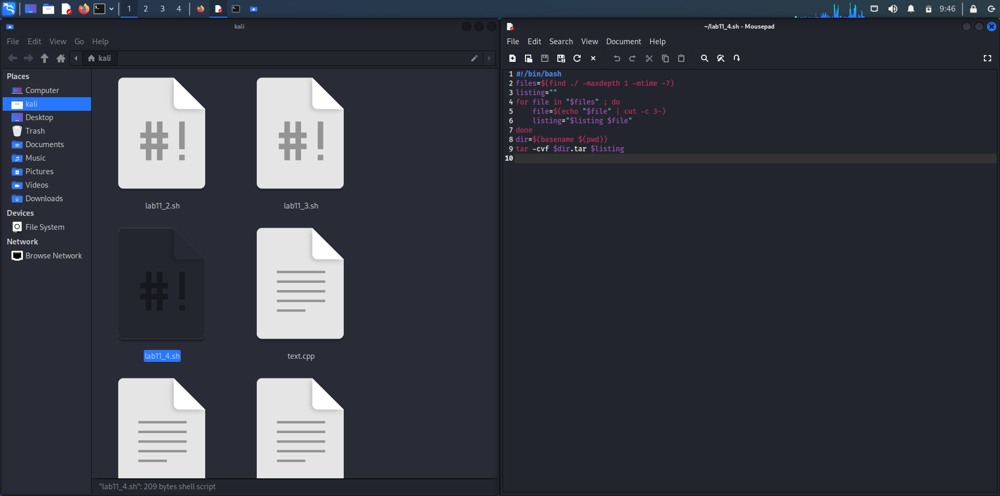 1 2 3 4 9:46
kali
File Edit View Go Help
kali
Places
Computer
kali
Desktop
Trash
Documents
Music
Pictures
Videos
Downloads
Devices
File System
Network
Browse Network
#!
lab11_2.sh
#!
lab11_3.sh
#!
lab11_4.sh
text.cpp
"lab11_4.sh": 209 bytes shell script
~/lab11_4.sh - Mousepad
File Edit Search View Document Help
1 #!/bin/bash
2 files=$(find ./ -maxdepth 1 -mtime -7)
3 listing=""
4 for file in "$files" ; do
5 file=$(echo "$file" | cut -c 3-)
6 listing="$listing $file"
7 done
8 dir=$(basename $(pwd))
9 tar -cvf $dir.tar $listing
10